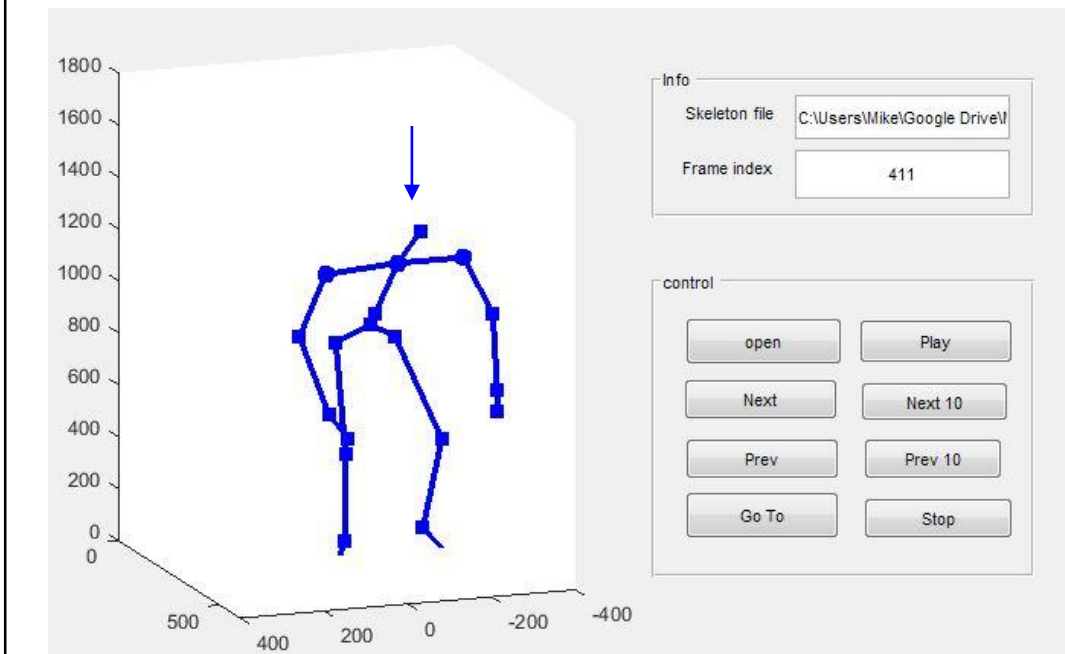 1800
1600
1400
1200
1000
800
600
400
200
0
0
500
400
200
0
-200
-400
Info
Skeleton file
C:\Users\Mike\Google Drive\
Frame index
411
control
open
Play
Next
Next 10
Prev
Prev 10
Go To
Stop